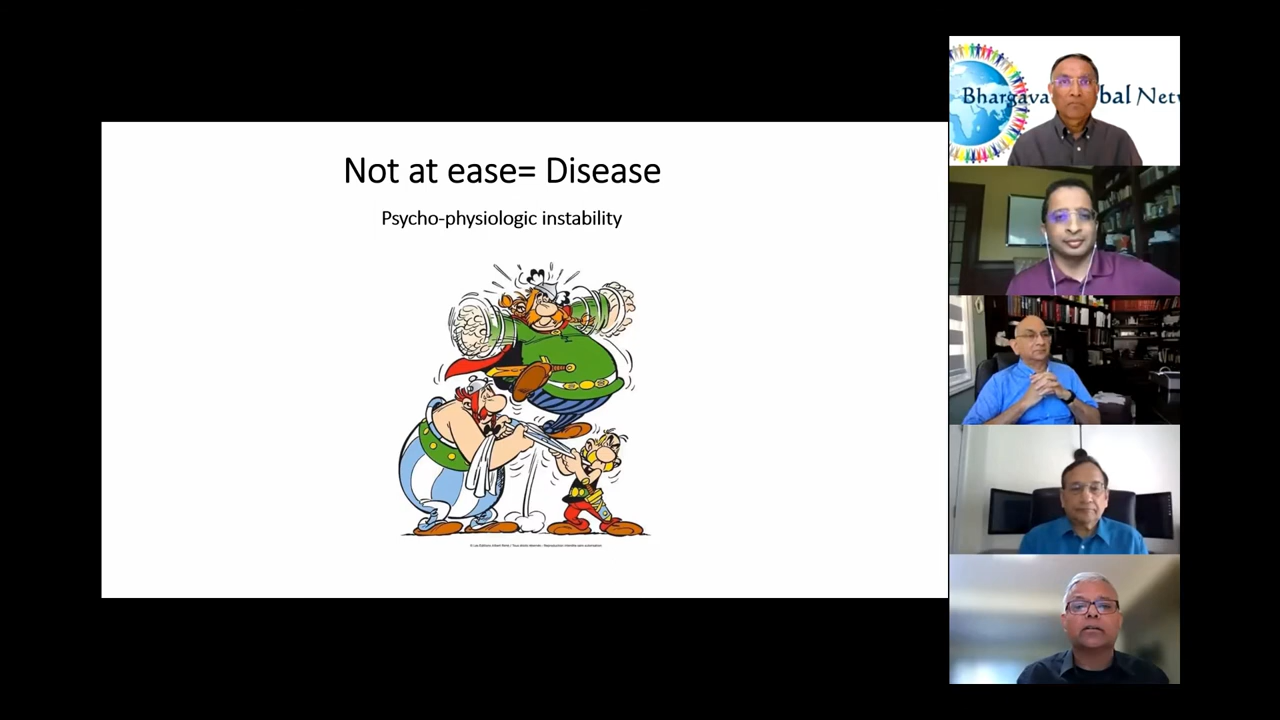 Not at ease= Disease
Psycho-physiologic instability
Bhargava bal Netw